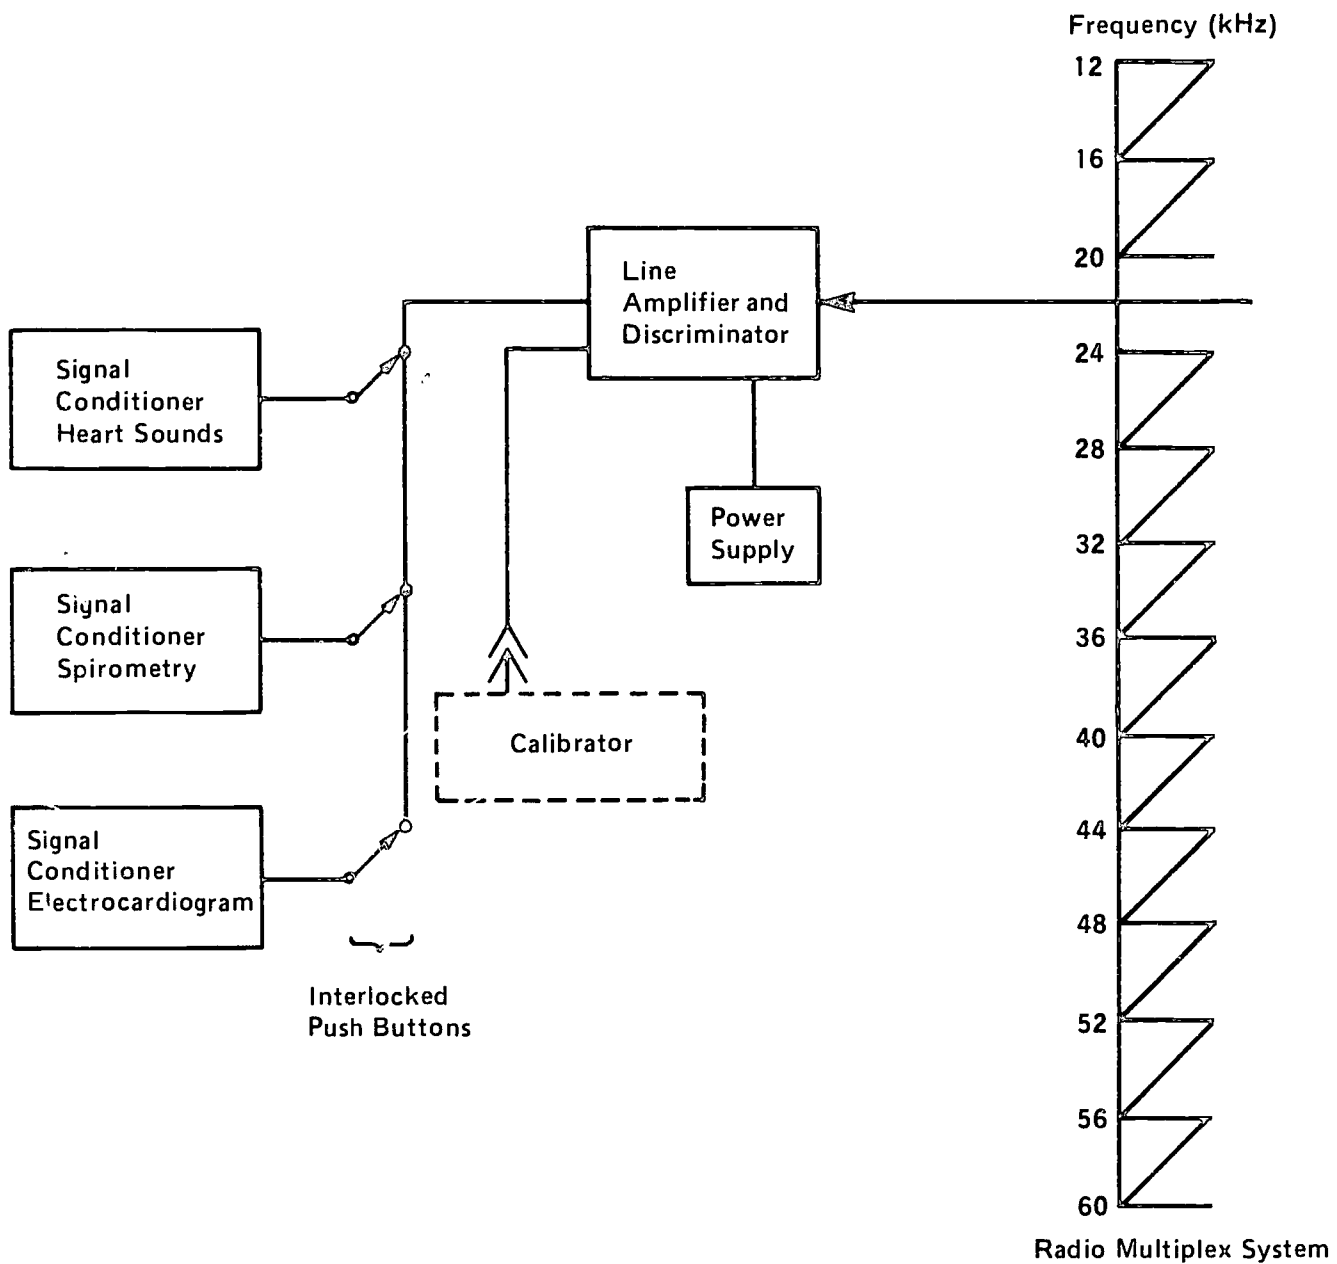 Frequency (kHz)
12
16
20
24
28
32
36
40
44
48
52
56
60
Radio Multiplex System
Line
Amplifier and
Discriminator
Power
Supply
Signal
Conditioner
Heart Sounds
Signal
Conditioner
Spirometry
Signal
Conditioner
Electrocardiogram
Calibrator
Interlocked
Push Buttons